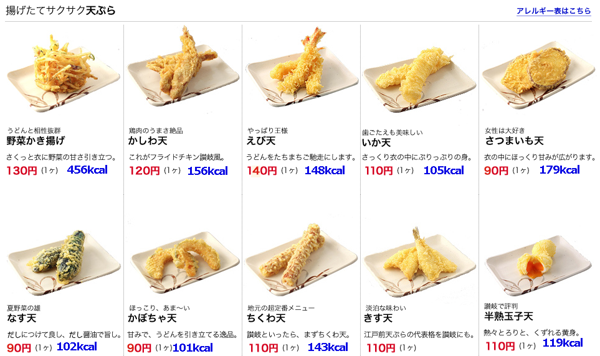 揚げたてサクサク天ぷら
アレルギー表はこちら
うどんと相性抜群
野菜かき揚げ
さくっと衣に野菜の甘さ引き立つ。
130円(1ヶ) 456kcal
鶏肉のうまさ絶品
かしわ天
これがフライドチキン讃岐風。
120円(1ヶ) 156kcal
やっぱり王様
えび天
うどんをたちまちご馳走にします。
140円(1ヶ) 148kcal
歯ごたえも美味しい
いか天
さっくり衣の中にぷりっぷりの身。
110円(1ヶ) 105kcal
女性は大好き
さつまいも天
衣の中にほっくり甘みが広がります。
90円(1ヶ) 179kcal
夏野菜の雄
なす天
だしにつけて良し、だし醤油で旨し。
90円(1ヶ) 102kcal
ほっこり、あま〜い
かぼちゃ天
甘みで、うどんを引き立てる逸品。
90円(1ヶ)101kcal
地元の超定番メニュー
ちくわ天
讃岐といったら、まずちくわ天。
110円(1ヶ) 143kcal
淡泊な味わい
きす天
江戸前天ぷらの代表格を讃岐にも。
110円(1ヶ)
讃岐で評判
半熟玉子天
熱々とろりと、くずれる黄身。
110円(1ヶ) 119kcal